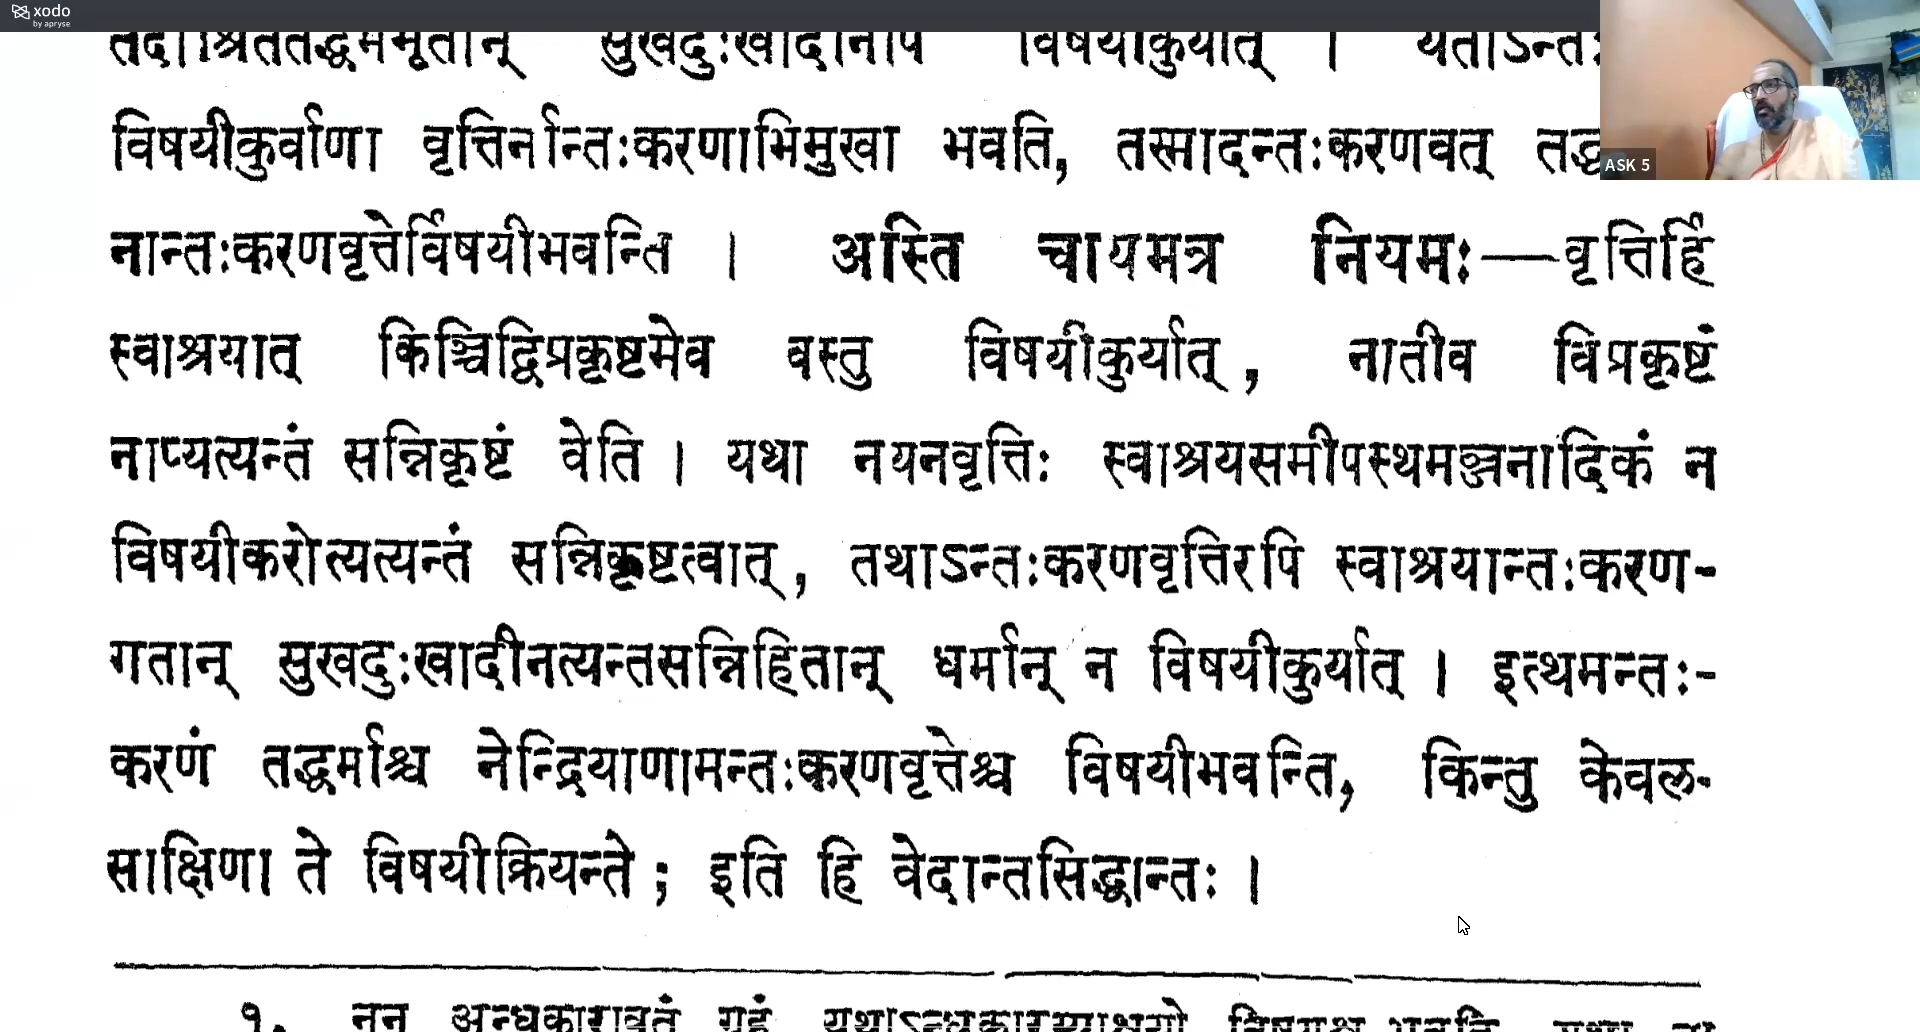 xodo
by apryse
ASK 5
सुखदुःखादीनपि विषयीकुर्यात् ।
विषयीकुर्वाणा वृत्तिर्नान्तःकरणाभिमुखा भवति, तस्मादन्तःकरणवत्
नान्तःकरणवृत्तेर्विषयीभवन्ति । अस्ति चायमत्र नियमः—वृत्तिर्हि
स्वाश्रयात् किञ्चिद्विप्रकृष्टमेव वस्तु विषयीकुर्यात्, नातीव विप्रकृष्टं
नाप्यत्यन्तं सन्निकृष्टं वेति । यथा नयनवृत्तिः स्वाश्रयसमीपस्थमञ्जनादिकं न
विषयीकरोत्यत्यन्तं सन्निकृष्टत्वात्, तथाऽन्तःकरणवृत्तिरपि स्वाश्रयान्तःकरण-
गतान् सुखदुःखादीनत्यन्तसन्निहितान् धर्मान् न विषयीकुर्यात् । इत्थमन्तः-
करणं तद्धर्माश्च नेन्द्रियाणामन्तःकरणवृत्तेश्च विषयीभवन्ति, किन्तु केवल-
साक्षिणा ते विषयीक्रियन्ते ; इति हि वेदान्तसिद्धान्तः ।
१.